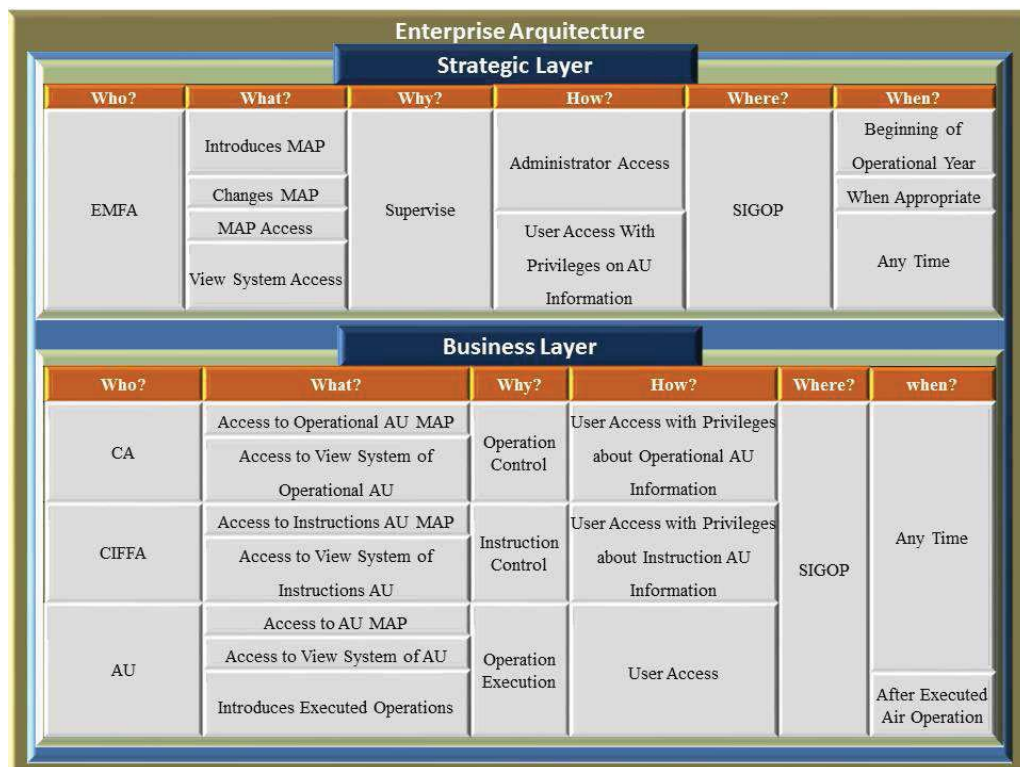 Enterprise Arquitecture
Strategic Layer
Who? What? Why? How? Where? When?
EMFA
Introduces MAP
Changes MAP
MAP Access
View System Access
Supervise
Administrator Access
User Access With
Privileges on AU
Information
SIGOP
Beginning of
Operational Year
When Appropriate
Any Time
Business Layer
Who? What? Why? How? Where? when?
CA
Access to Operational AU MAP
Access to View System of
Operational AU
Operation
Control
User Access with Privileges
about Operational AU
Information
CIFFA
Access to Instructions AU MAP
Access to View System of
Instructions AU
Instruction
Control
User Access with Privileges
about Instruction AU
Information
AU
Access to AU MAP
Access to View System of AU
Introduces Executed Operations
Operation
Execution
User Access
SIGOP
Any Time
After Executed
Air Operation